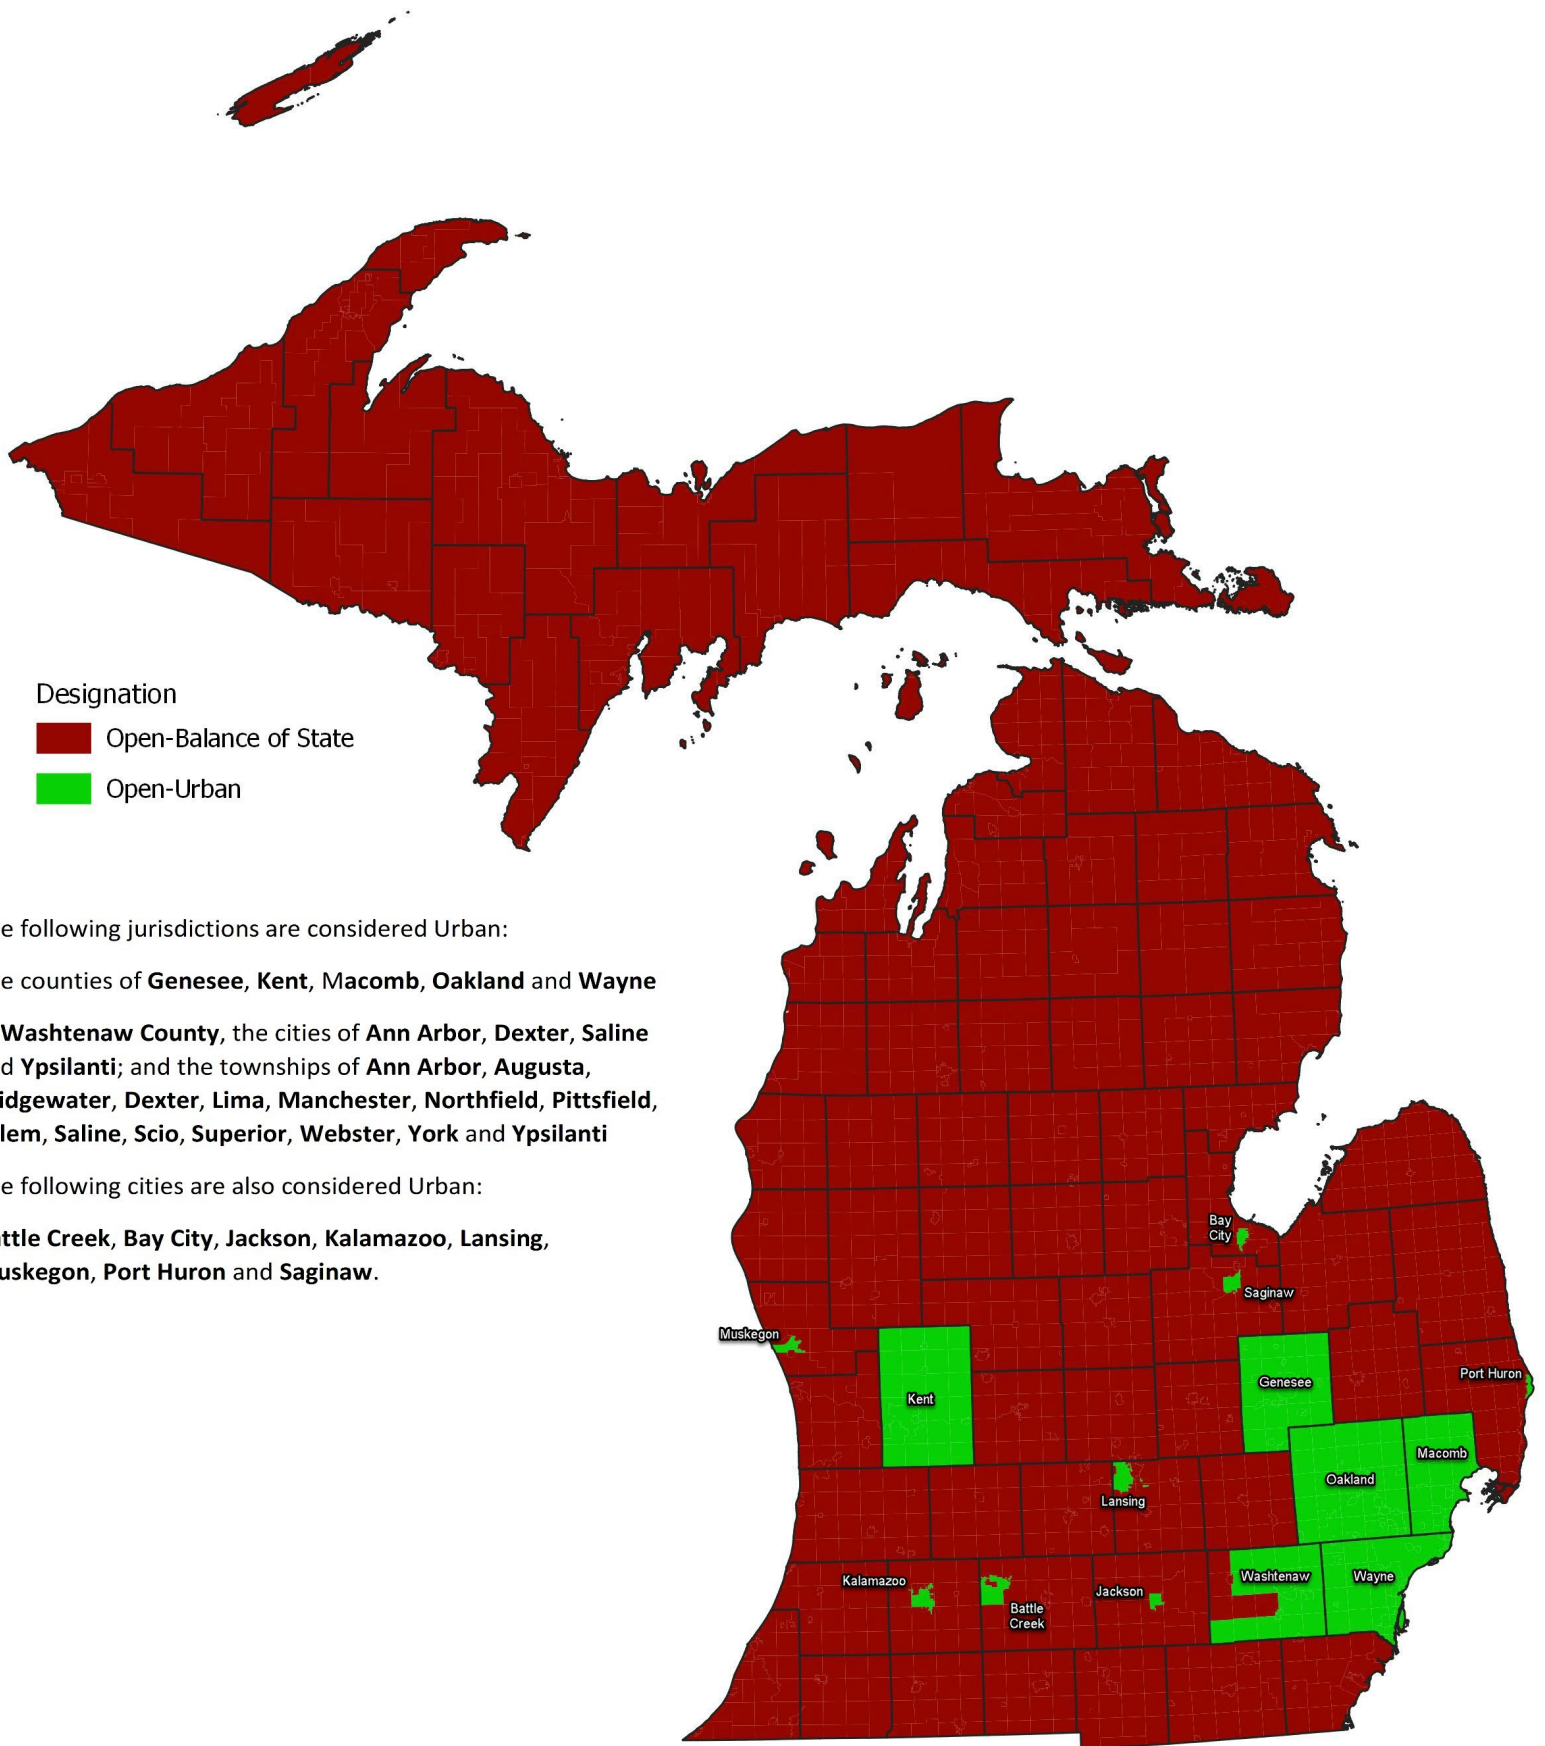 Designation
Open-Balance of State
Open-Urban
e following jurisdictions are considered Urban:
e counties of Genesee, Kent, Macomb, Oakland and Wayne
Washtenaw County, the cities of Ann Arbor, Dexter, Saline
d Ypsilanti; and the townships of Ann Arbor, Augusta,
idgewater, Dexter, Lima, Manchester, Northfield, Pittsfield,
lem, Saline, Scio, Superior, Webster, York and Ypsilanti
e following cities are also considered Urban:
ttle Creek, Bay City, Jackson, Kalamazoo, Lansing,
uskegon, Port Huron and Saginaw.
Bay
City
Saginaw
Muskegon
Kent
Genesee
Port Huron
Macomb
Oakland
Lansing
Kalamazoo
Battle
Creek
Jackson
Washtenaw
Wayne